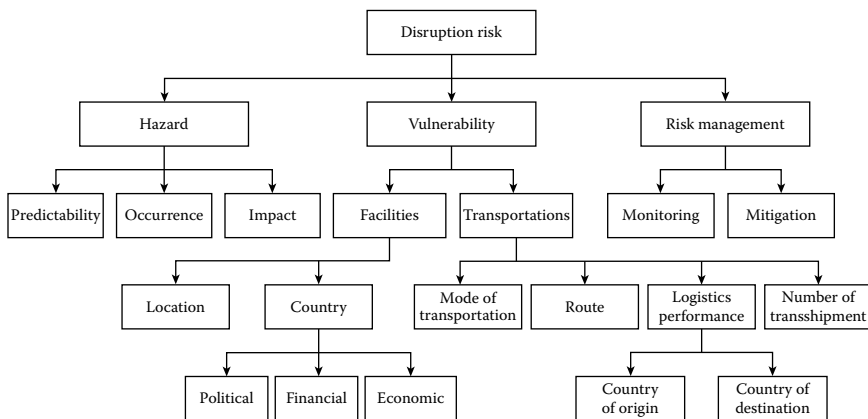 Disruption risk
Hazard
Vulnerability
Risk management
Predictability
Occurrence
Impact
Facilities
Transportations
Monitoring
Mitigation
Location
Country
Mode of
transportation
Route
Logistics
performance
Number of
transshipment
Political
Financial
Economic
Country
of origin
Country of
destination